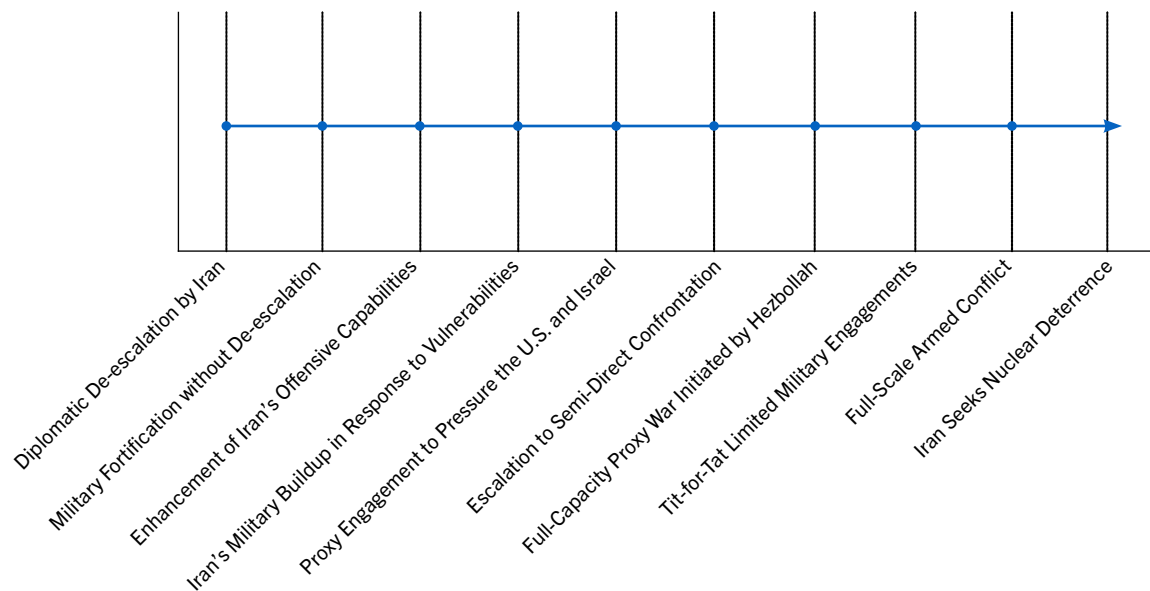 Diplomatic De-escalation by Iran
Military Fortification without De-escalation
Enhancement of Iran’s Offensive Capabilities
Iran’s Military Buildup in Response to Vulnerabilities
Proxy Engagement to Pressure the U.S. and Israel
Escalation to Semi-Direct Confrontation
Full-Capacity Proxy War Initiated by Hezbollah
Tit-for-Tat Limited Military Engagements
Full-Scale Armed Conflict
Iran Seeks Nuclear Deterrence